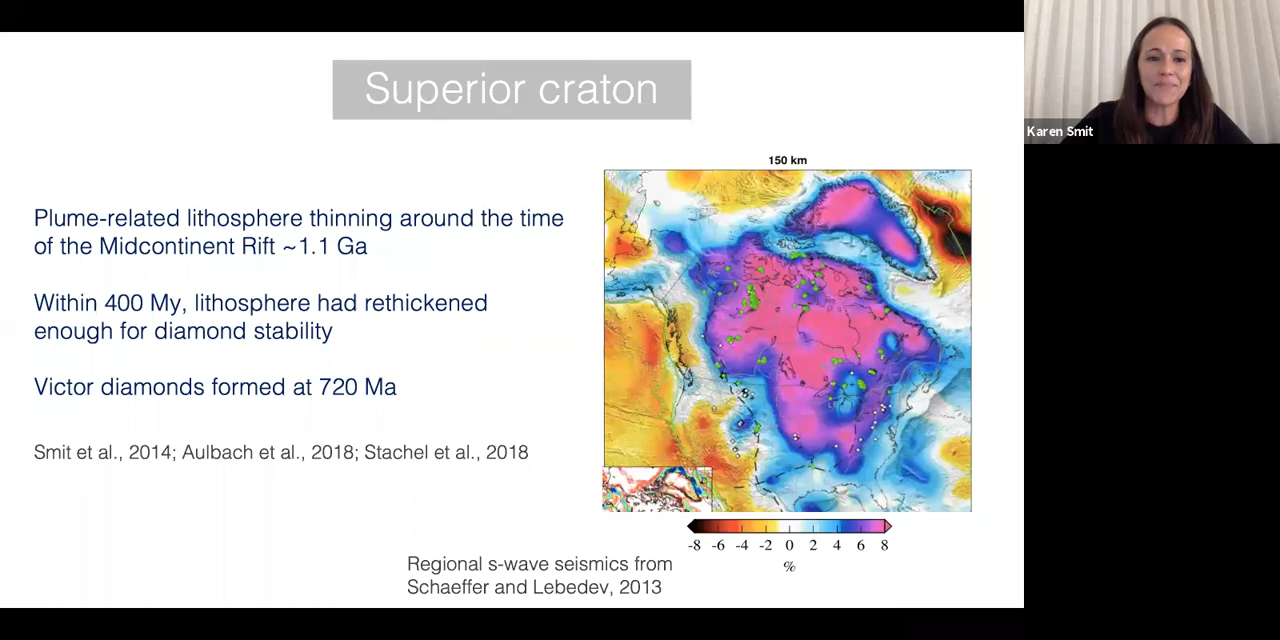 Superior craton
Karen Smit
150 km
Plume-related lithosphere thinning around the time
of the Midcontinent Rift ~1.1 Ga
Within 400 My, lithosphere had rethickened
enough for diamond stability
Victor diamonds formed at 720 Ma
Smit et al., 2014; Aulbach et al., 2018; Stachel et al., 2018
-8 -6 -4 -2 0 2 4 6 8
%
Regional s-wave seismics from
Schaeffer and Lebedev, 2013